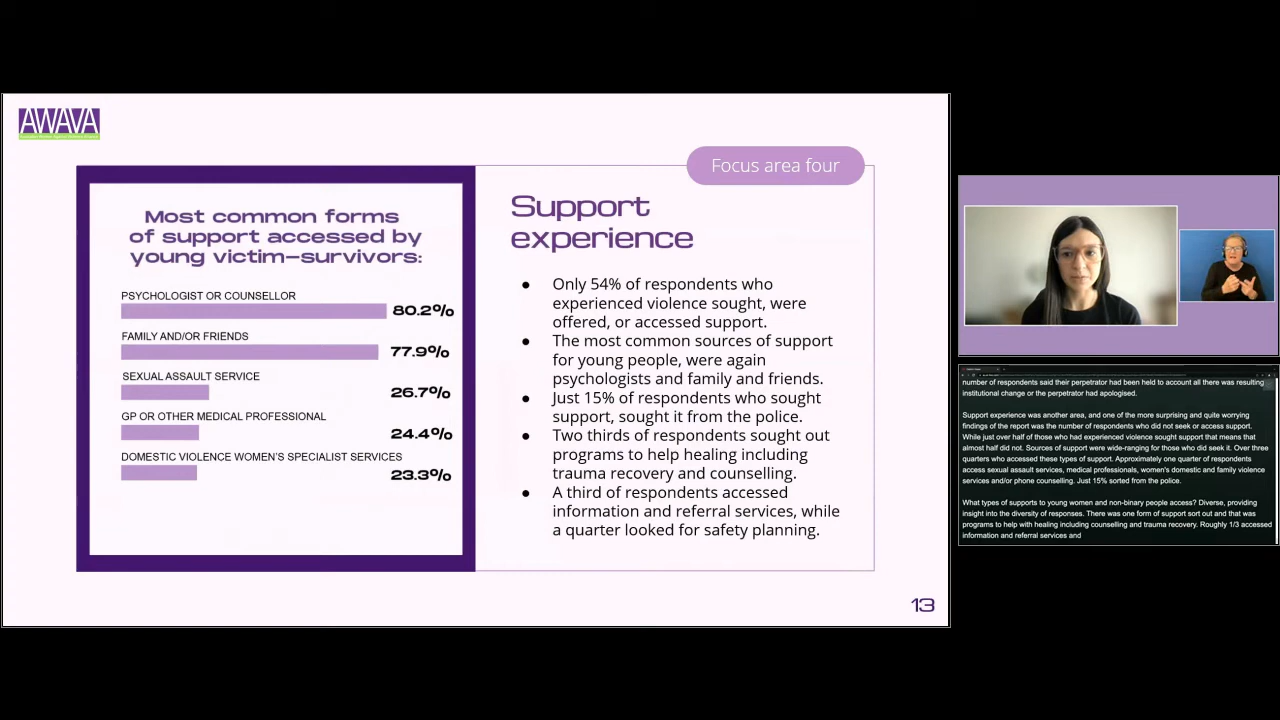 AWAVA
Focus area four
Most common forms
of support accessed by
young victim-survivors:
PSYCHOLOGIST OR COUNSELLOR
80.2%
FAMILY AND/OR FRIENDS
77.9%
SEXUAL ASSAULT SERVICE
26.7%
GP OR OTHER MEDICAL PROFESSIONAL
24.4%
DOMESTIC VIOLENCE WOMEN'S SPECIALIST SERVICES
23.3%
Support
experience
● Only 54% of respondents who
experienced violence sought, were
offered, or accessed support.
● The most common sources of support
for young people, were again
psychologists and family and friends.
● Just 15% of respondents who sought
support, sought it from the police.
● Two thirds of respondents sought out
programs to help healing including
trauma recovery and counselling.
● A third of respondents accessed
information and referral services, while
a quarter looked for safety planning.
13
number of respondents said their perpetrator had been held to account all there was resulting
institutional change or the perpetrator had apologised.
Support experience was another area, and one of the more surprising and quite worrying
findings of the report was the number of respondents who did not seek or access support.
While just over half of those who had experienced violence sought support that means that
almost half did not. Sources of support were wide-ranging for those who did seek it. Over three
quarters who accessed these types of support. Approximately one quarter of respondents
access sexual assault services, medical professionals, women's domestic and family violence
services and/or phone counselling. Just 15% sorted from the police.
What types of supports to young women and non-binary people access? Diverse, providing
insight into the diversity of responses. There was one form of support sort out and that was
programs to help with healing including counselling and trauma recovery. Roughly 1/3 accessed
information and referral services and